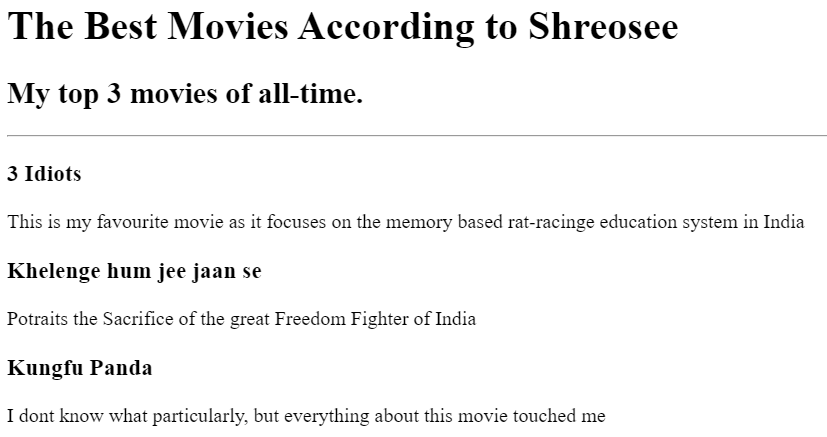 The Best Movies According to Shreosee
My top 3 movies of all-time.
3 Idiots
This is my favourite movie as it focuses on the memory based rat-racinge education system in India
Khelenge hum jee jaan se
Potraits the Sacrifice of the great Freedom Fighter of India
Kungfu Panda
I dont know what particularly, but everything about this movie touched me